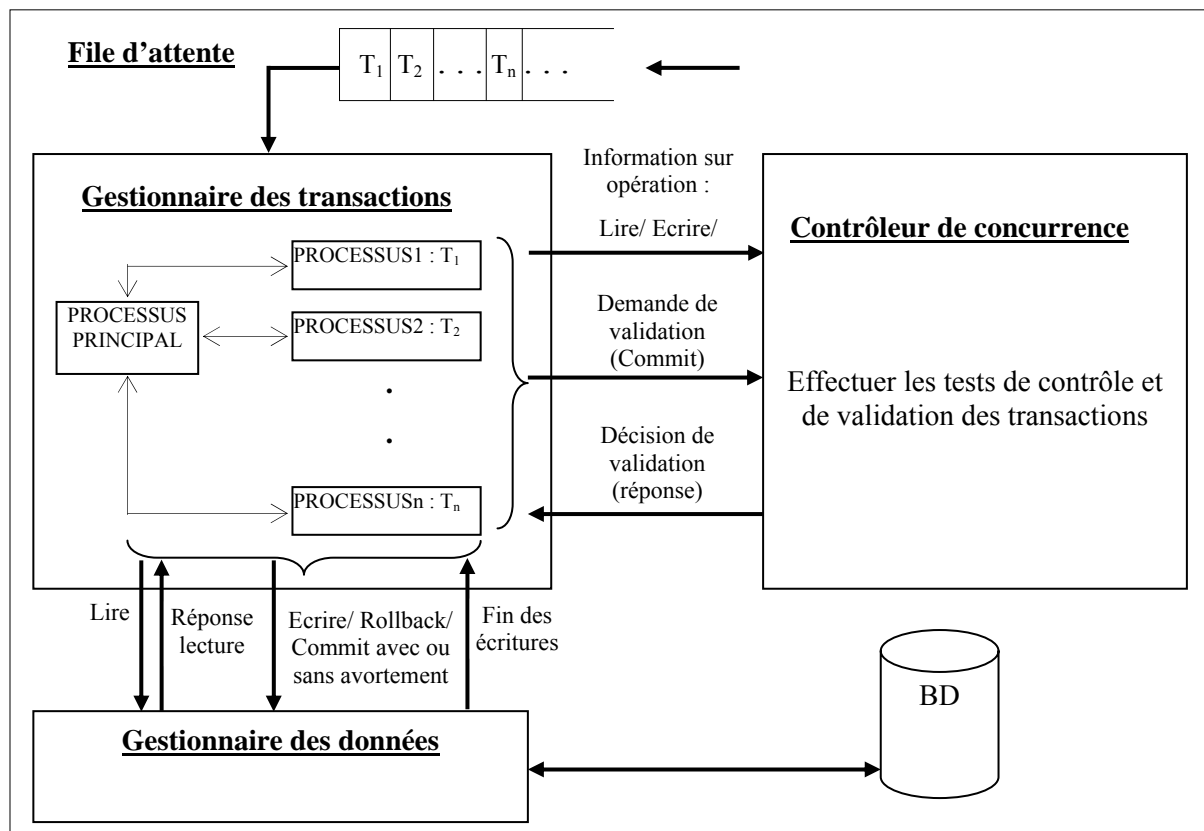 File d'attente
T1 T2 . . . Tn . . .
Gestionnaire des transactions
PROCESSUS1 : T1
PROCESSUS
PRINCIPAL
PROCESSUS2 : T2
.
.
PROCESSUSn : Tn
Information sur
opération :
Lire/ Ecrire/
Demande de
validation
(Commit)
Décision de
validation
(réponse)
Contrôleur de concurrence
Effectuer les tests de contrôle et
de validation des transactions
Lire
Réponse
lecture
Ecrire/ Rollback/
Commit avec ou
sans avortement
Fin des
écritures
Gestionnaire des données
BD